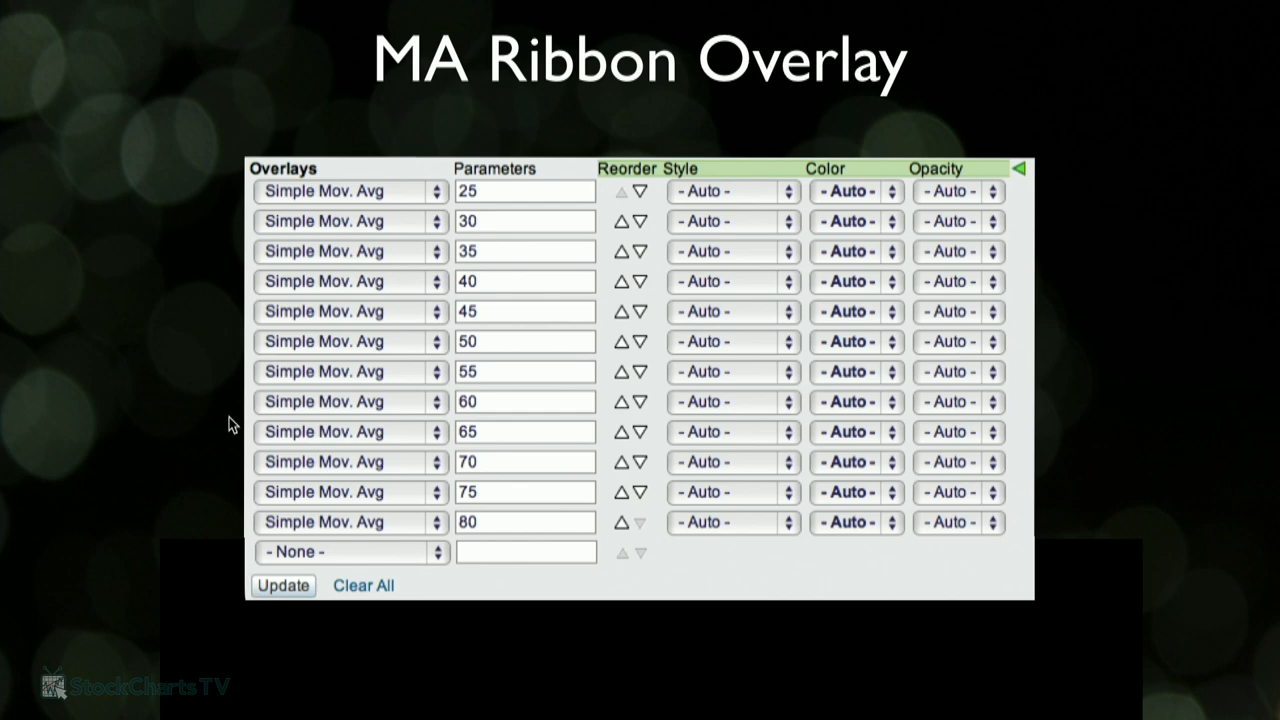 MA Ribbon Overlay
Overlays Parameters Reorder Style Color Opacity
Simple Mov. Avg 25 - Auto - - Auto - - Auto -
Simple Mov. Avg 30 - Auto - - Auto - - Auto -
Simple Mov. Avg 35 - Auto - - Auto - - Auto -
Simple Mov. Avg 40 - Auto - - Auto - - Auto -
Simple Mov. Avg 45 - Auto - - Auto - - Auto -
Simple Mov. Avg 50 - Auto - - Auto - - Auto -
Simple Mov. Avg 55 - Auto - - Auto - - Auto -
Simple Mov. Avg 60 - Auto - - Auto - - Auto -
Simple Mov. Avg 65 - Auto - - Auto - - Auto -
Simple Mov. Avg 70 - Auto - - Auto - - Auto -
Simple Mov. Avg 75 - Auto - - Auto - - Auto -
Simple Mov. Avg 80 - Auto - - Auto - - Auto -
- None -
Update Clear All
StockChartsTV